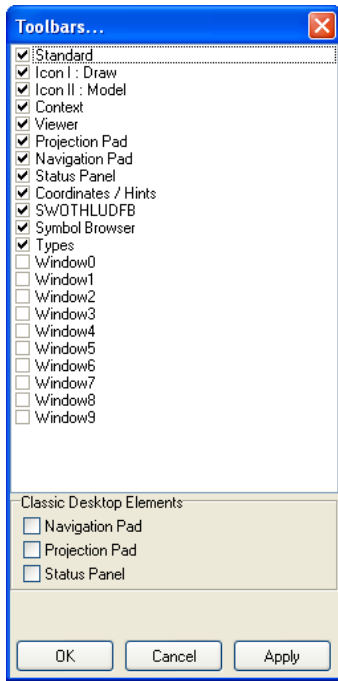 Toolbars...
Standard
Icon I : Draw
Icon II : Model
Context
Viewer
Projection Pad
Navigation Pad
Status Panel
Coordinates / Hints
SWOTHLUDFB
Symbol Browser
Types
Window0
Window1
Window2
Window3
Window4
Window5
Window6
Window7
Window8
Window9
Classic Desktop Elements
Navigation Pad
Projection Pad
Status Panel
OK Cancel Apply